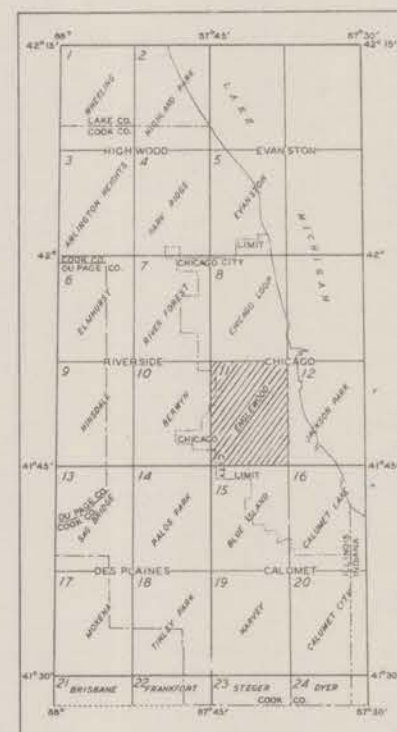 88° 87°45' 87°30'
42°15' 42°15'
1 2
WHEELING HIGHLAND PARK LAKE
LAKE CO.
COOK CO.
HIGHWOOD EVANSTON
3 4 5
ARLINGTON HEIGHTS PARK RIDGE EVANSTON MICHIGAN
LIMIT
42° 42°
COOK CO.
DU PAGE CO.
CHICAGO CITY
6 7 8
ELMHURST RIVER FOREST CHICAGO LOOP
RIVERSIDE CHICAGO
9 10 11 12
HINSDALE BERWYN ENGLEWOOD JACKSON PARK
CHICAGO
41°45' 41°45'
CITY
LIMIT
13 14 15 16
DU PAGE CO.
COOK CO.
SAG BRIDGE PALOS PARK BLUE ISLAND CALUMET LAKE
ILLINOIS
INDIANA
DES PLAINES CALUMET
17 18 19 20
MOKENA TINLEY PARK HARVEY CALUMET CITY
41°30' 41°30'
21 BRISBANE 22 FRANKFORT 23 STEGER 24 DYER
COOK CO.
88° 87°45' 87°30'